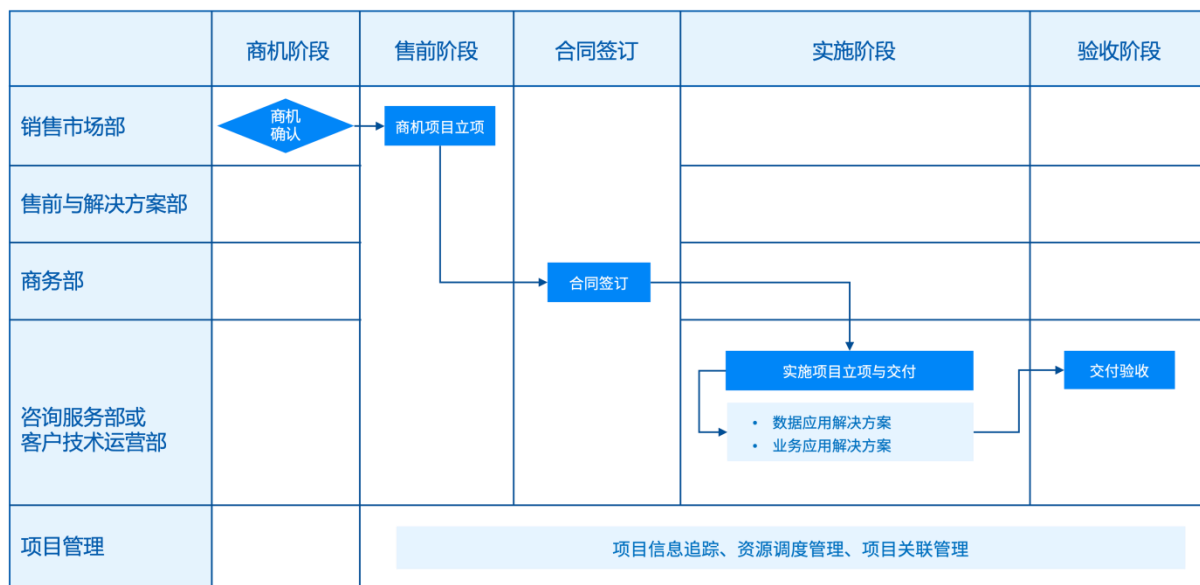 商机阶段
售前阶段
合同签订
实施阶段
验收阶段
销售市场部
商机
确认
商机项目立项
售前与解决方案部
商务部
合同签订
咨询服务部或
客户技术运营部
实施项目立项与交付
• 数据应用解决方案
• 业务应用解决方案
交付验收
项目管理
项目信息追踪、资源调度管理、项目关联管理